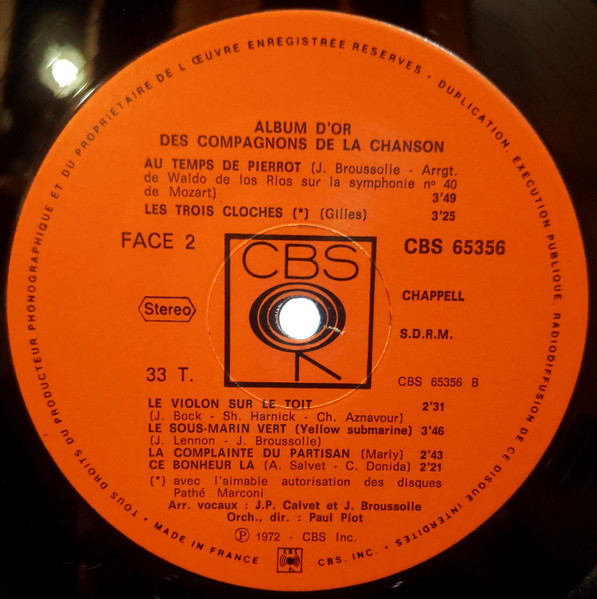 TOUS DROITS DU PRODUCTEUR PHONOGRAPHIQUE ET DU PROPRIÉTAIRE DE L'ŒUVRE ENREGISTRÉE RESERVES • DUPLICATION, EXECUTION PUBLIQUE, RADIODIFFUSION DE CE DISQUE INTERDITES •
ALBUM D'OR
DES COMPAGNONS DE LA CHANSON
AU TEMPS DE PIERROT (J. Broussolle - Arrgt.
de Waldo de los Rios sur la symphonie nº 40
de Mozart) 3'49
LES TROIS CLOCHES (*) (Gilles) 3'25
FACE 2
CBS 65356
CBS
Stereo
CHAPPELL
S.D.R.M.
33 T.
CBS 65356 B
LE VIOLON SUR LE TOIT 2'31
(J. Bock - Sh. Harnick - Ch. Aznavour)
LE SOUS-MARIN VERT (Yellow submarine) 3'46
(J. Lennon - J. Broussolle)
LA COMPLAINTE DU PARTISAN (Marly) 2'43
CE BONHEUR LA (A. Salvet - C. Donida) 2'21
(*) avec l'aimable autorisation des disques
Pathé Marconi
Arr. vocaux : J.P. Calvet et J. Broussolle
Orch., dir. : Paul Piot
Ⓟ 1972 - CBS Inc.
• MADE IN FRANCE
CBS
CBS. INC. •